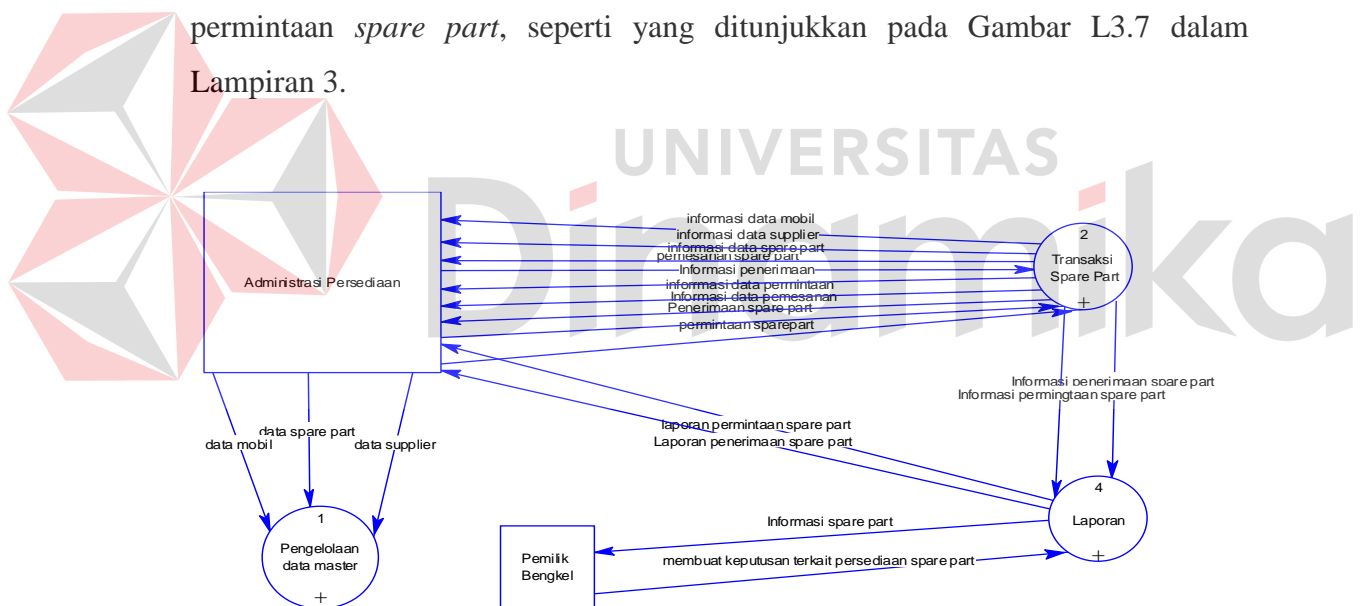 permintaan spare part, seperti yang ditunjukkan pada Gambar L3.7 dalam
Lampiran 3.
UNIVERSITAS
Dinamika
informasi data mobil
informasi data supplier
informasi data spare part
pemesanan spare part
Informasi penerimaan
informasi data permintaan
Informasi data pemesanan
Penerimaan spare part
permintaan sparepart
Administrasi Persediaan
2
Transaksi
Spare Part
+
Informasi penerimaan spare part
Informasi permingtaan spare part
laporan permintaan spare part
Laporan penerimaan spare part
data mobil
data spare part
data supplier
1
Pengelolaan
data master
+
Pemilik
Bengkel
Informasi spare part
membuat keputusan terkait persediaan spare part
4
Laporan
+